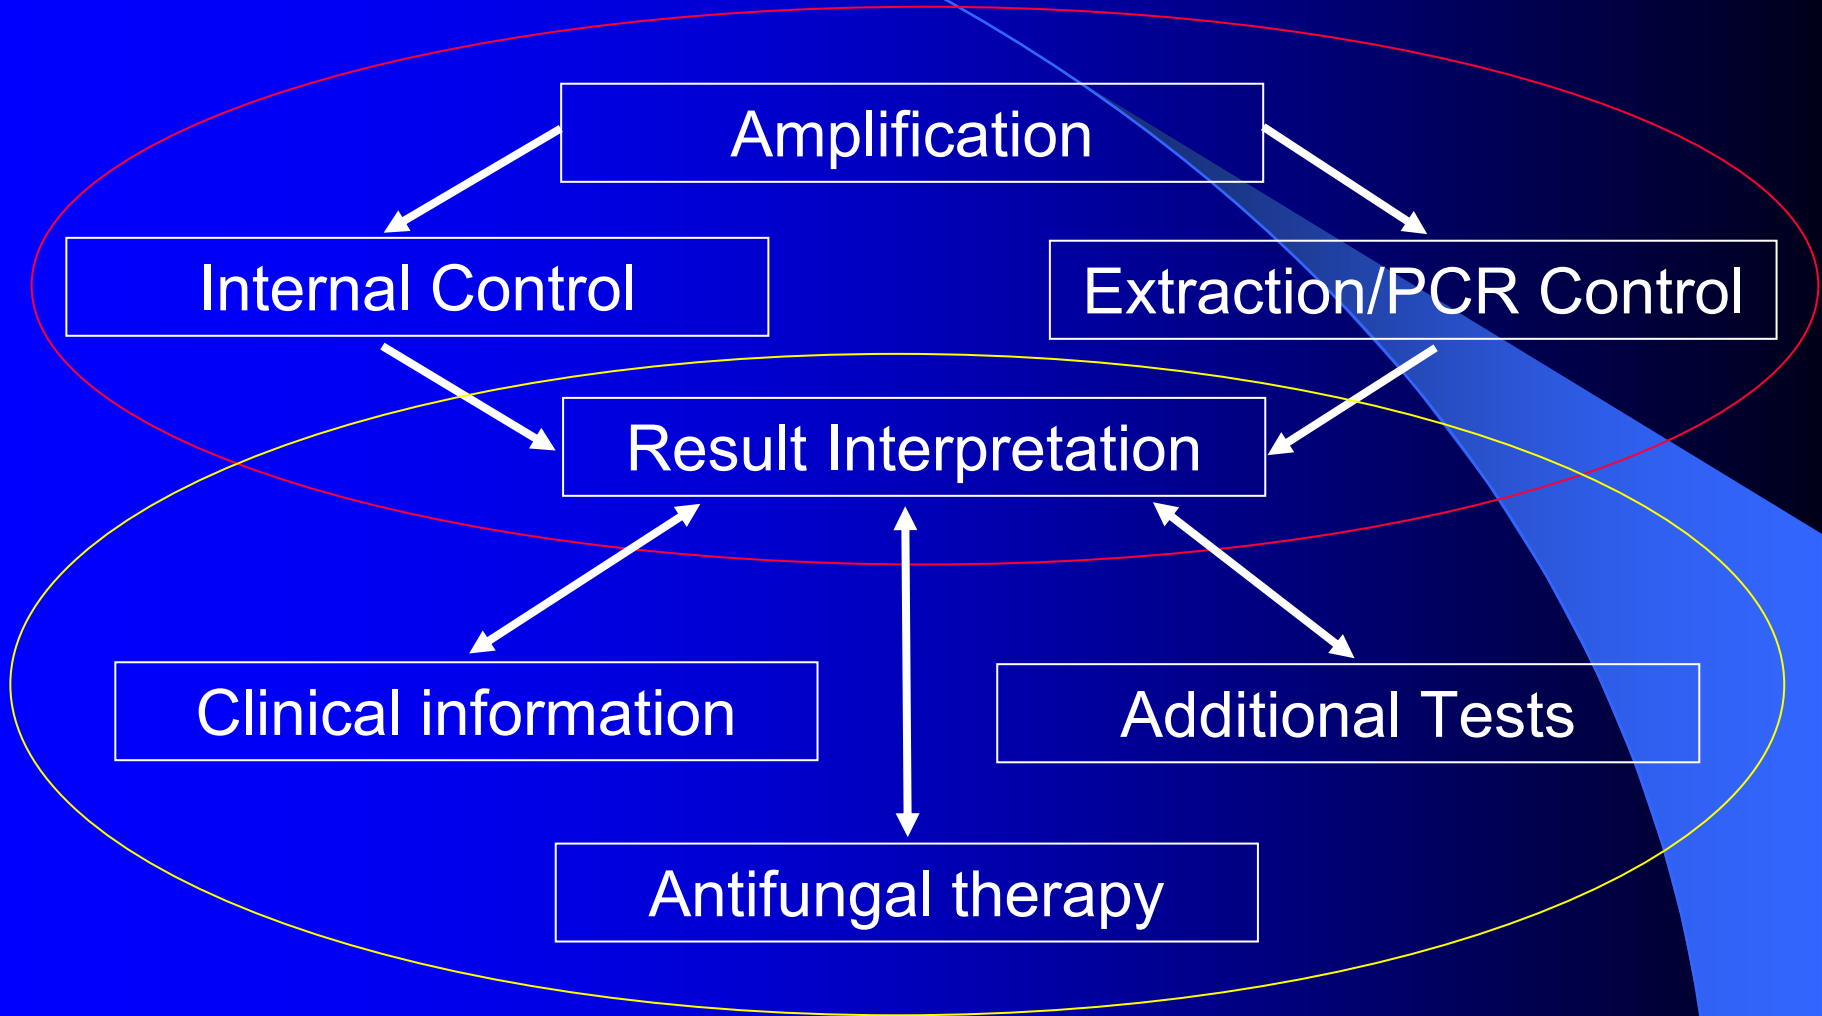 Amplification
Internal Control
Extraction/PCR Control
Result Interpretation
Clinical information
Additional Tests
Antifungal therapy